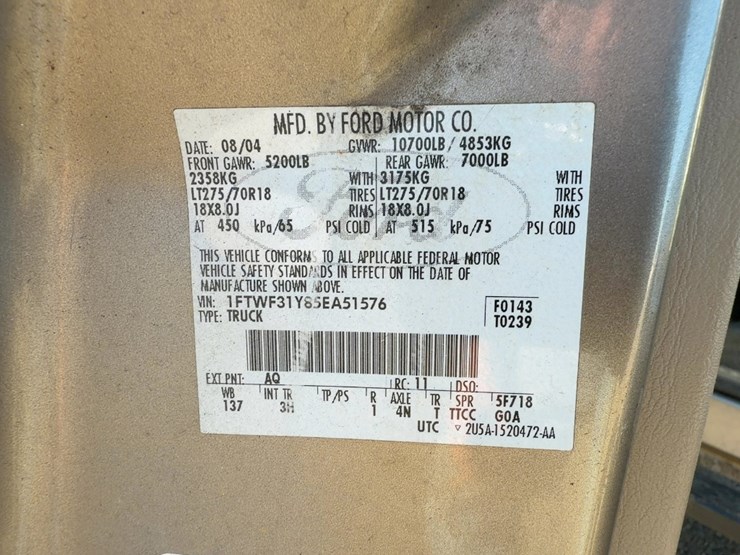 MFD. BY FORD MOTOR CO.
DATE: 08/04 GVWR: 10700LB/ 4853KG
FRONT GAWR: 5200LB REAR GAWR: 7000LB
2358KG WITH 3175KG WITH
LT275/70R18 TIRES LT275/70R18 TIRES
18X8.0J RIMS 18X8.0J RIMS
AT 450 kPa/65 PSI COLD AT 515 kPa/75 PSI COLD
Ford
THIS VEHICLE CONFORMS TO ALL APPLICABLE FEDERAL MOTOR
VEHICLE SAFETY STANDARDS IN EFFECT ON THE DATE OF
MANUFACTURE SHOWN ABOVE.
VIN: 1FTWF31Y85EA51576 F0143
TYPE: TRUCK T0239
EXT PNT: AQ RC: 11 DSO:
WB INT TR TP/PS R AXLE TR SPR 5F718
137 3H 1 4N T TTCC G0A
UTC ▿ 2U5A-1520472-AA